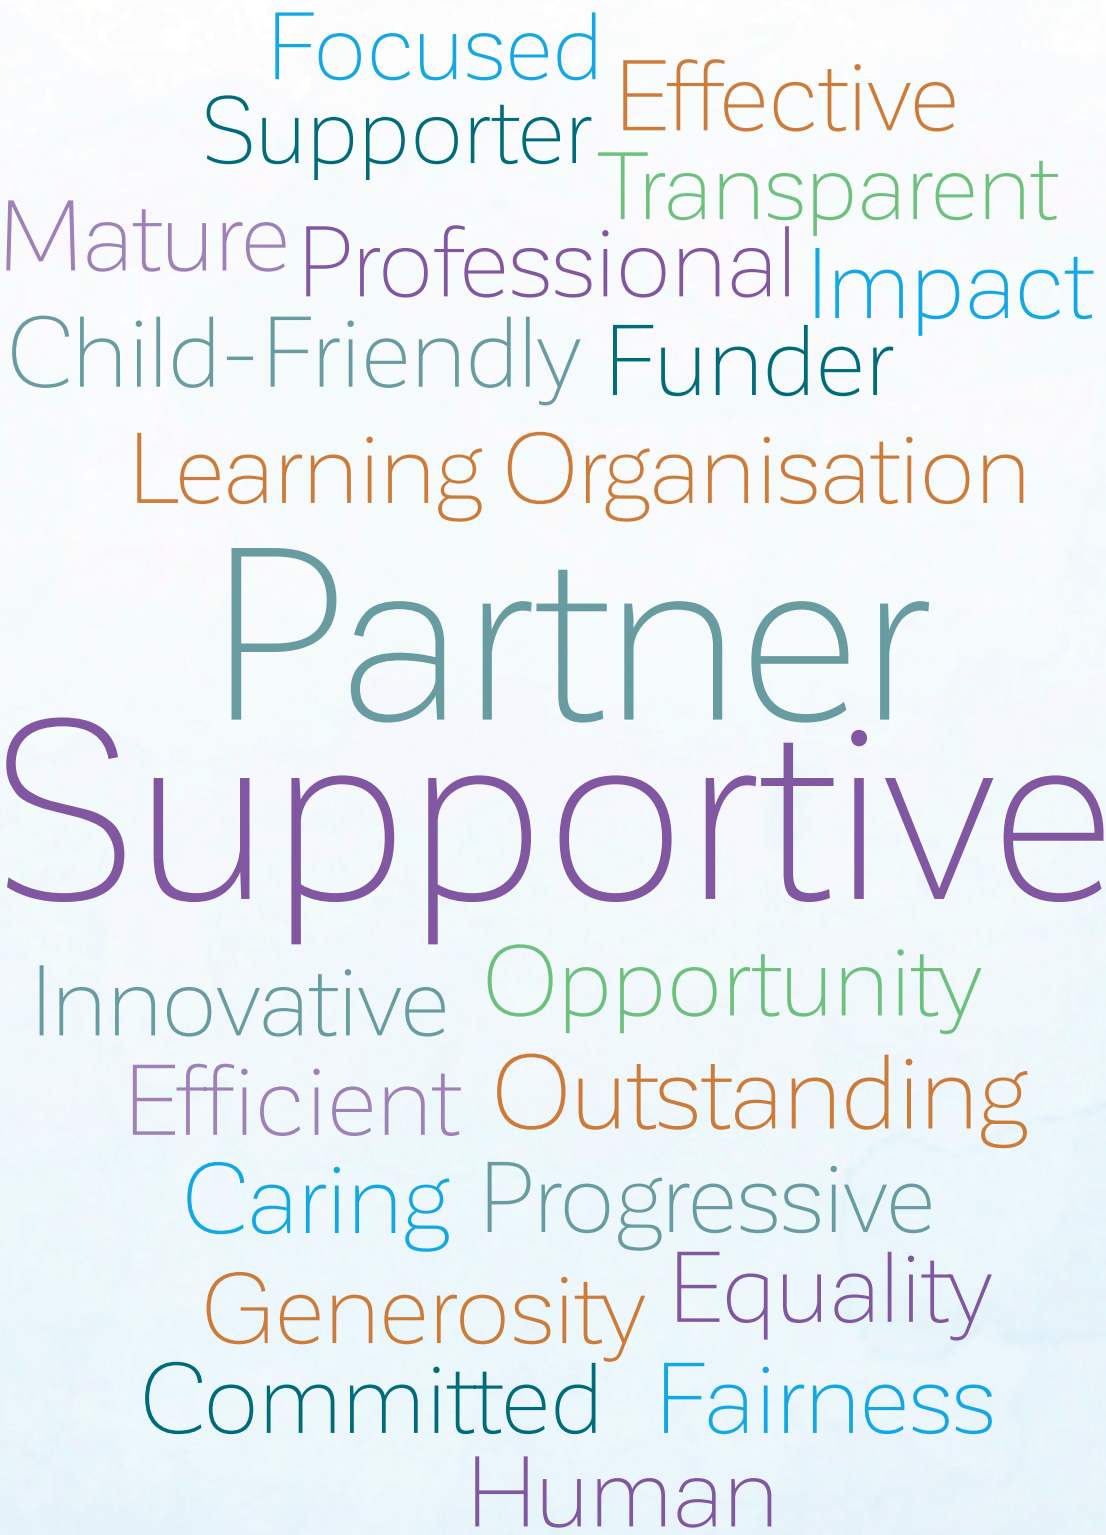 Focused
Effective
Supporter
Transparent
Mature
Professional
Impact
Child-Friendly
Funder
Learning Organisation
Partner
Supportive
Innovative
Opportunity
Efficient
Outstanding
Caring
Progressive
Generosity
Equality
Committed
Fairness
Human